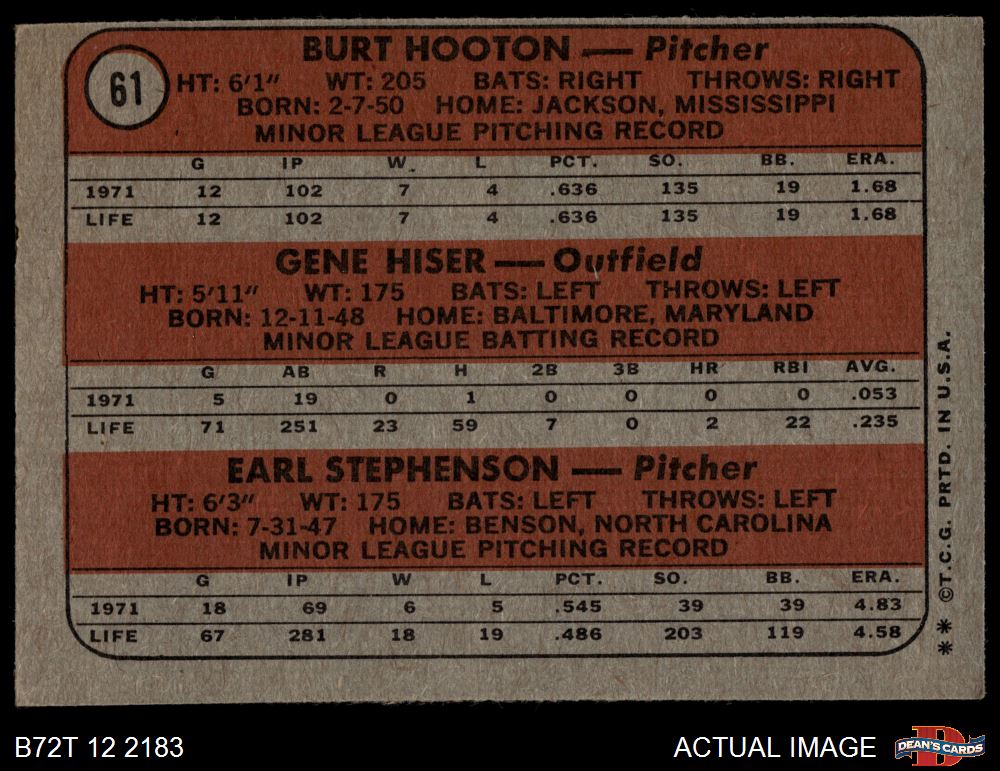 61
BURT HOOTON — Pitcher
HT: 6'1" WT: 205 BATS: RIGHT THROWS: RIGHT
BORN: 2-7-50 HOME: JACKSON, MISSISSIPPI
MINOR LEAGUE PITCHING RECORD
G IP W L PCT. SO. BB. ERA.
1971 12 102 7 4 .636 135 19 1.68
LIFE 12 102 7 4 .636 135 19 1.68
GENE HISER — Outfield
HT: 5'11" WT: 175 BATS: LEFT THROWS: LEFT
BORN: 12-11-48 HOME: BALTIMORE, MARYLAND
MINOR LEAGUE BATTING RECORD
G AB R H 2B 3B HR RBI AVG.
1971 5 19 0 1 0 0 0 0 .053
LIFE 71 251 23 59 7 0 2 22 .235
EARL STEPHENSON — Pitcher
HT: 6'3" WT: 175 BATS: LEFT THROWS: LEFT
BORN: 7-31-47 HOME: BENSON, NORTH CAROLINA
MINOR LEAGUE PITCHING RECORD
G IP W L PCT. SO. BB. ERA.
1971 18 69 6 5 .545 39 39 4.83
LIFE 67 281 18 19 .486 203 119 4.58
** ©T.C.G. PRTD. IN U.S.A.
B72T 12 2183
ACTUAL IMAGE
DEAN'S CARDS